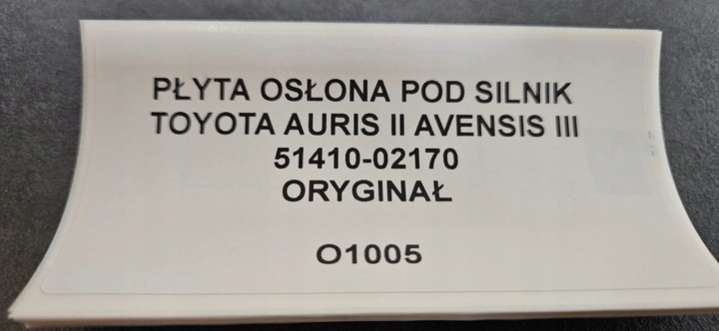 PŁYTA OSŁONA POD SILNIK
TOYOTA AURIS II AVENSIS III
51410-02170
ORYGINAŁ
O1005